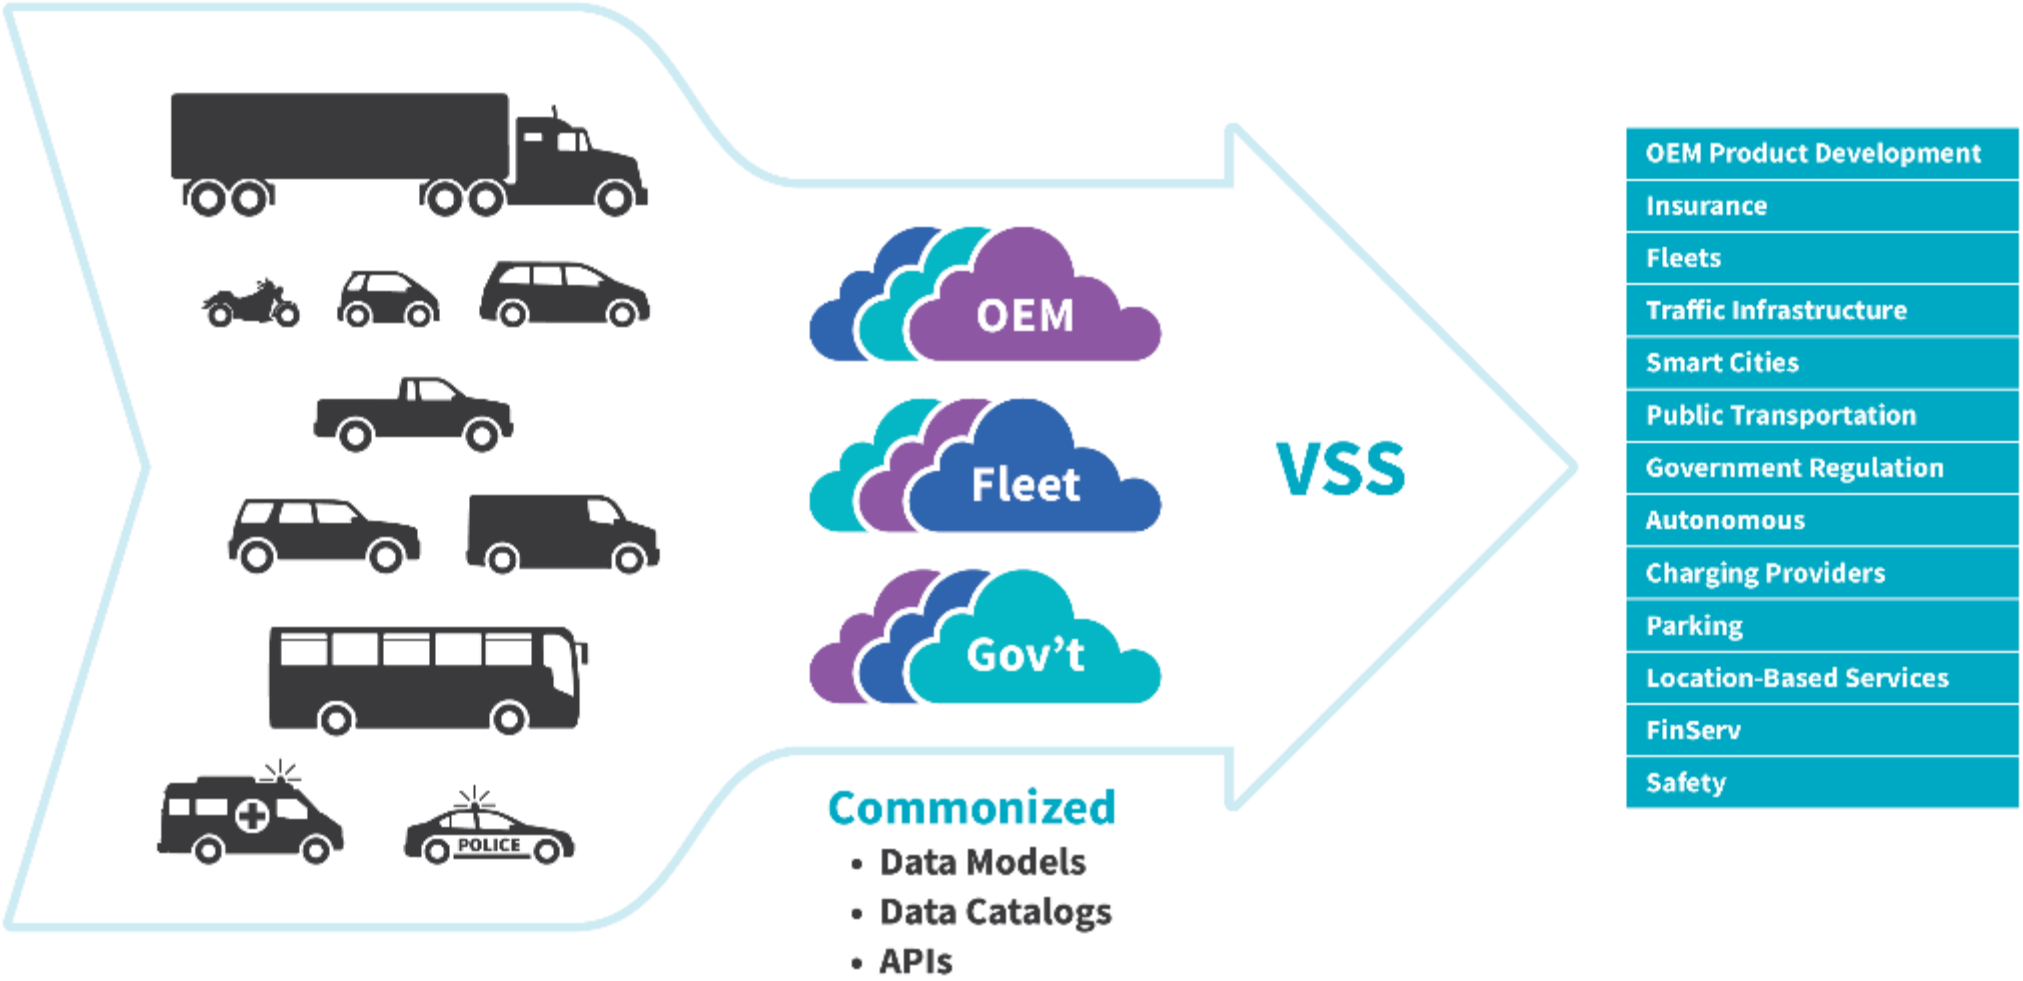 OEM
Fleet
Gov't
POLICE
Commonized
• Data Models
• Data Catalogs
• APIs
VSS
OEM Product Development
Insurance
Fleets
Traffic Infrastructure
Smart Cities
Public Transportation
Government Regulation
Autonomous
Charging Providers
Parking
Location-Based Services
FinServ
Safety